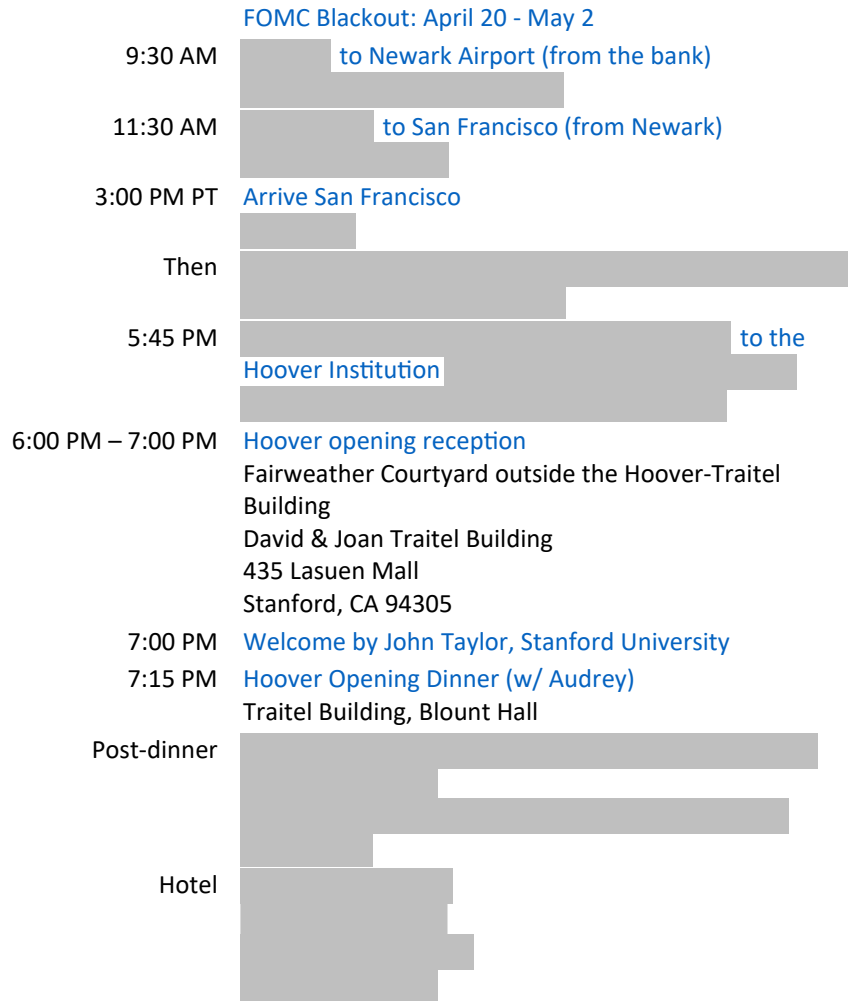 FOMC Blackout: April 20 - May 2
9:30 AM to Newark Airport (from the bank)
11:30 AM to San Francisco (from Newark)
3:00 PM PT Arrive San Francisco
Then
5:45 PM to the
Hoover Institution
6:00 PM – 7:00 PM Hoover opening reception
Fairweather Courtyard outside the Hoover-Traitel
Building
David & Joan Traitel Building
435 Lasuen Mall
Stanford, CA 94305
7:00 PM Welcome by John Taylor, Stanford University
7:15 PM Hoover Opening Dinner (w/ Audrey)
Traitel Building, Blount Hall
Post-dinner
Hotel